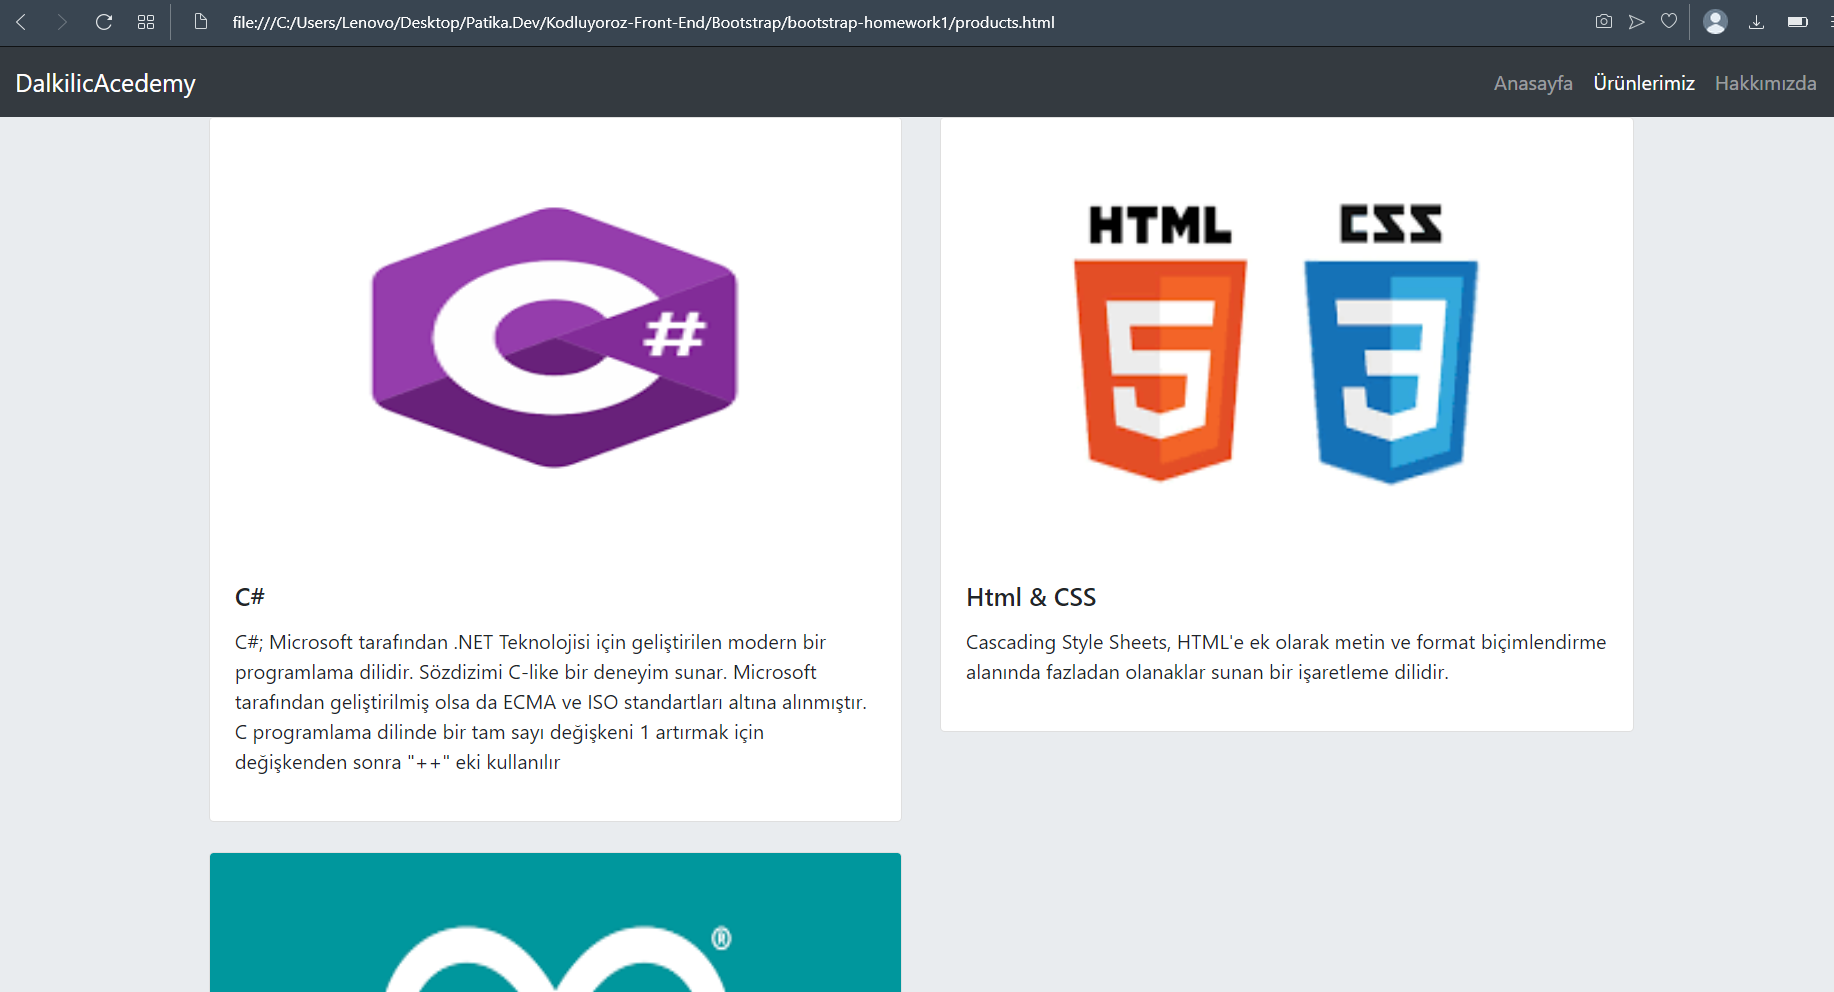 file:///C:/Users/Lenovo/Desktop/Patika.Dev/Kodluyoroz-Front-End/Bootstrap/bootstrap-homework1/products.html
DalkilicAcedemy
Anasayfa Ürünlerimiz Hakkımızda
C#
C#
C#; Microsoft tarafından .NET Teknolojisi için geliştirilen modern bir
programlama dilidir. Sözdizimi C-like bir deneyim sunar. Microsoft
tarafından geliştirilmiş olsa da ECMA ve ISO standartları altına alınmıştır.
C programlama dilinde bir tam sayı değişkeni 1 artırmak için
değişkenden sonra "++" eki kullanılır
HTML CSS
5 3
Html & CSS
Cascading Style Sheets, HTML'e ek olarak metin ve format biçimlendirme
alanında fazladan olanaklar sunan bir işaretleme dilidir.
®